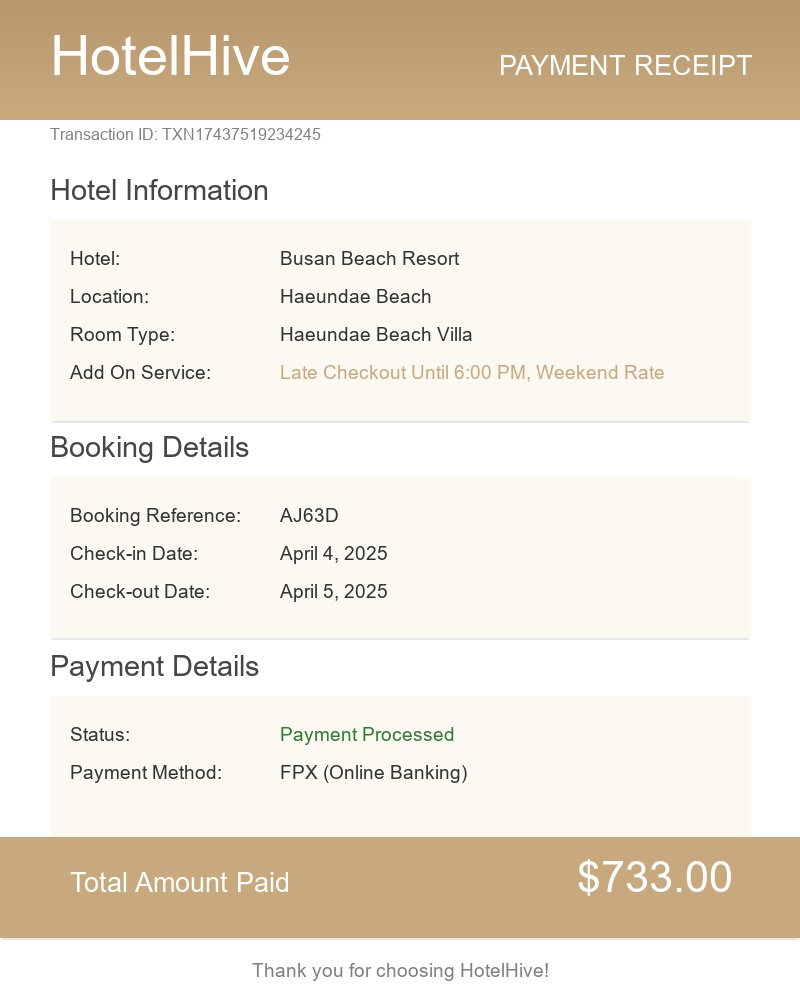 HotelHive
PAYMENT RECEIPT
Transaction ID: TXN17437519234245
Hotel Information
Hotel: Busan Beach Resort
Location: Haeundae Beach
Room Type: Haeundae Beach Villa
Add On Service: Late Checkout Until 6:00 PM, Weekend Rate
Booking Details
Booking Reference: AJ63D
Check-in Date: April 4, 2025
Check-out Date: April 5, 2025
Payment Details
Status: Payment Processed
Payment Method: FPX (Online Banking)
Total Amount Paid $733.00
Thank you for choosing HotelHive!